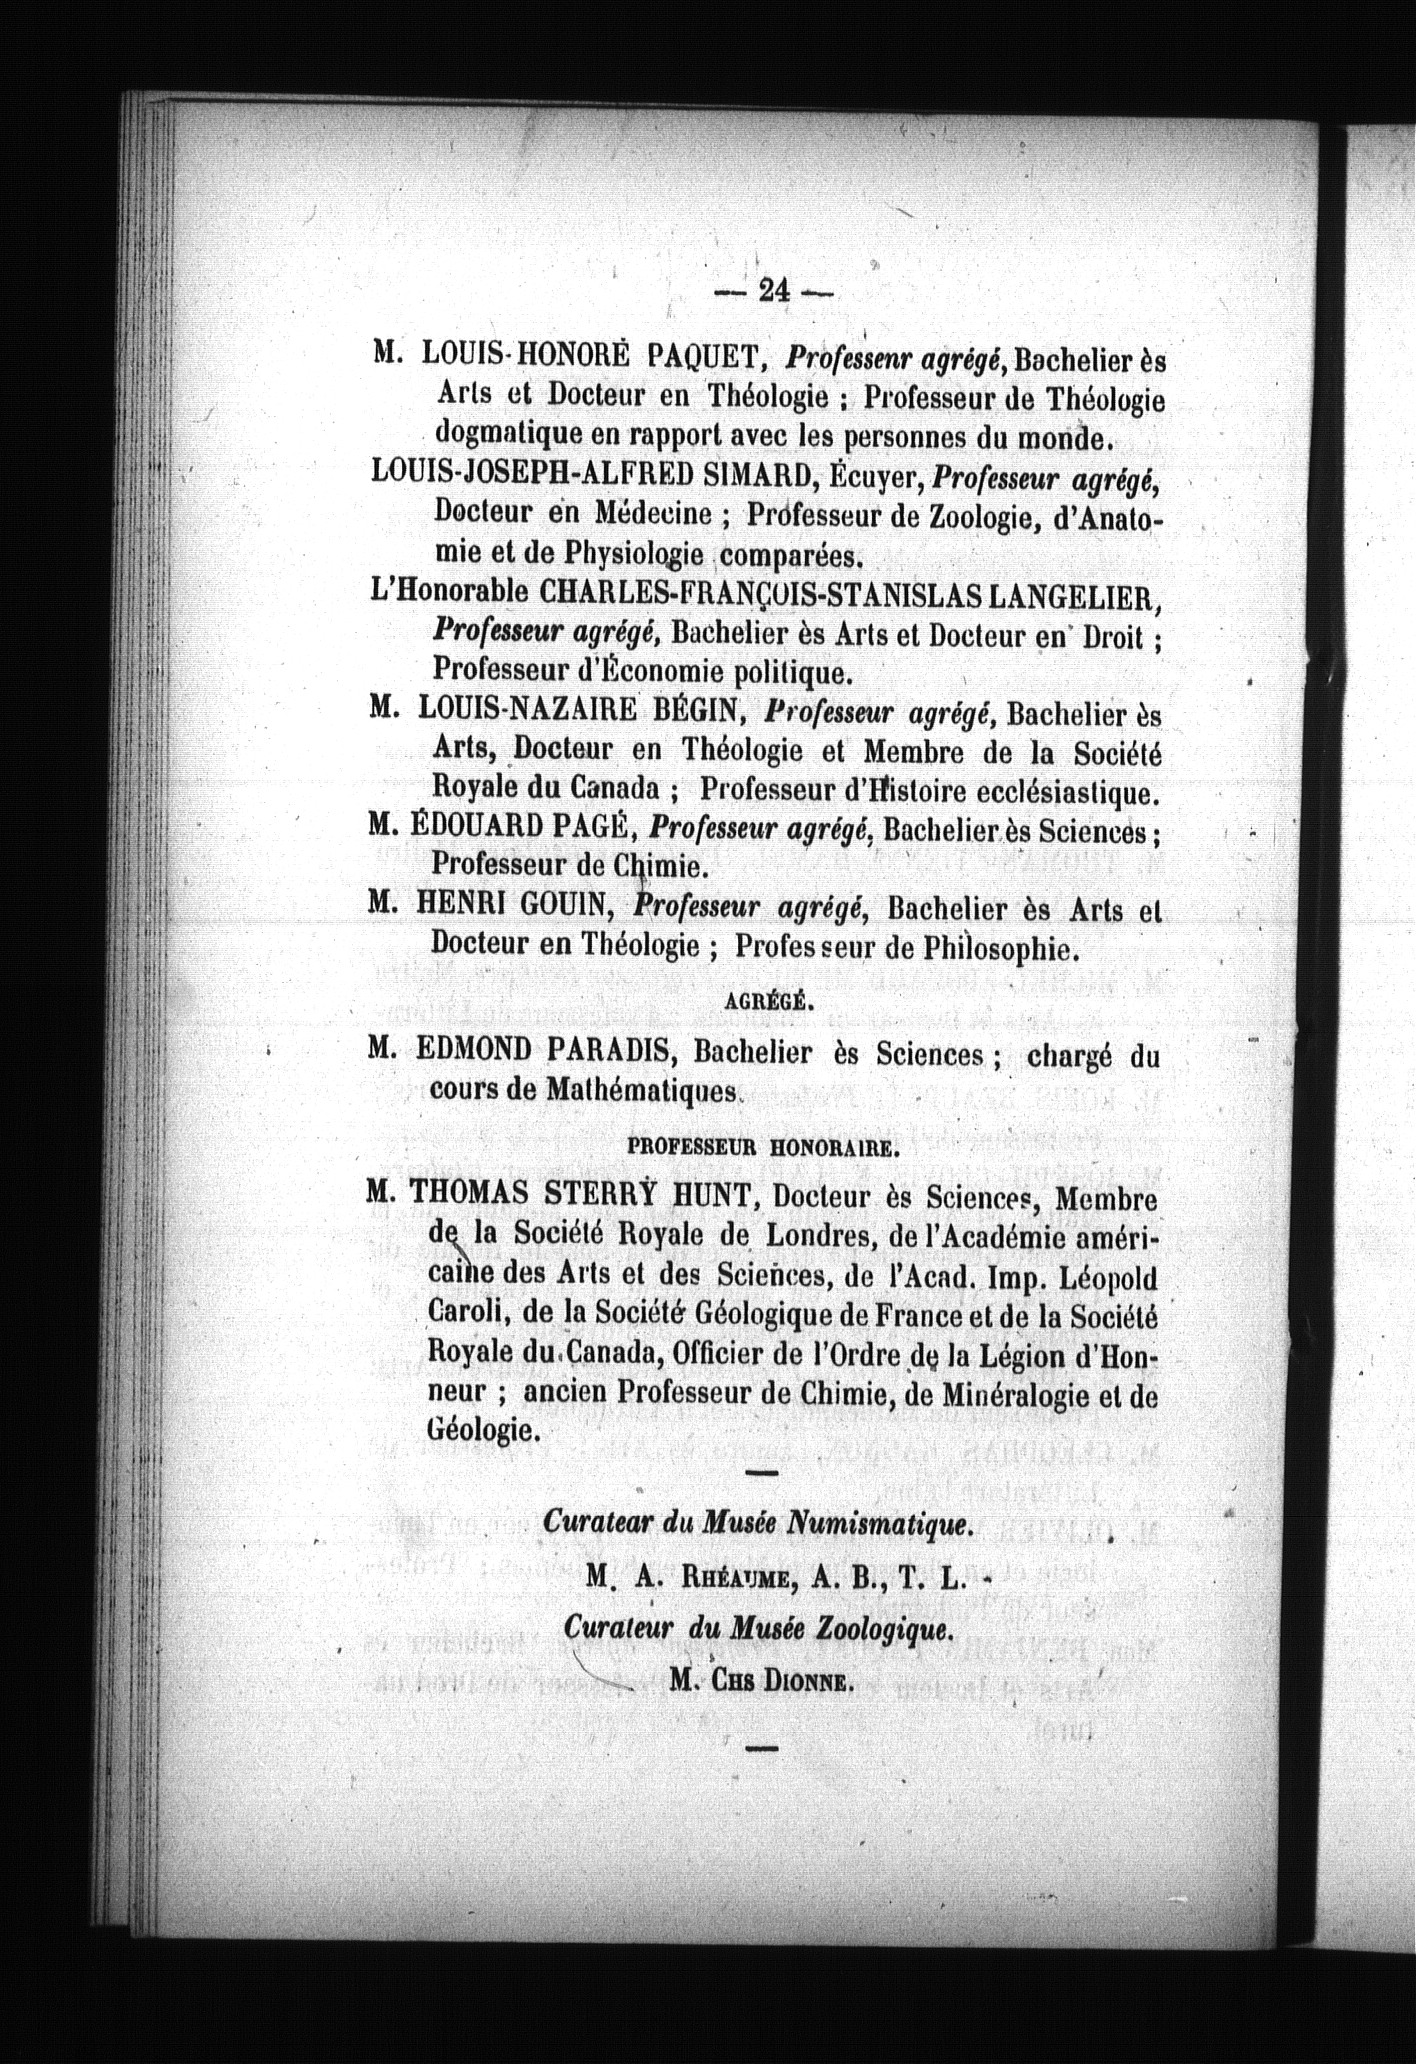 — 24 —
M. LOUIS-HONORÉ PAQUET, Professenr agrégé, Bachelier ès
Arts et Docteur en Théologie ; Professeur de Théologie
dogmatique en rapport avec les personnes du monde.
LOUIS-JOSEPH-ALFRED SIMARD, Écuyer, Professeur agrégé,
Docteur en Médecine ; Professeur de Zoologie, d'Anato-
mie et de Physiologie comparées.
L'Honorable CHARLES-FRANÇOIS-STANISLAS LANGELIER,
Professeur agrégé, Bachelier ès Arts et Docteur en Droit ;
Professeur d'Économie politique.
M. LOUIS-NAZAIRE BÉGIN, Professeur agrégé, Bachelier ès
Arts, Docteur en Théologie et Membre de la Société
Royale du Canada ; Professeur d'Histoire ecclésiastique.
M. ÉDOUARD PAGÉ, Professeur agrégé, Bachelier ès Sciences ;
Professeur de Chimie.
M. HENRI GOUIN, Professeur agrégé, Bachelier ès Arts et
Docteur en Théologie ; Professeur de Philosophie.
AGRÉGÉ.
M. EDMOND PARADIS, Bachelier ès Sciences ; chargé du
cours de Mathématiques.
PROFESSEUR HONORAIRE.
M. THOMAS STERRY HUNT, Docteur ès Sciences, Membre
de la Société Royale de Londres, de l'Académie améri-
caine des Arts et des Sciences, de l'Acad. Imp. Léopold
Caroli, de la Société Géologique de France et de la Société
Royale du Canada, Officier de l'Ordre de la Légion d'Hon-
neur ; ancien Professeur de Chimie, de Minéralogie et de
Géologie.
Curatear du Musée Numismatique.
M. A. RHÉAUME, A. B., T. L.
Curateur du Musée Zoologique.
M. CHS DIONNE.